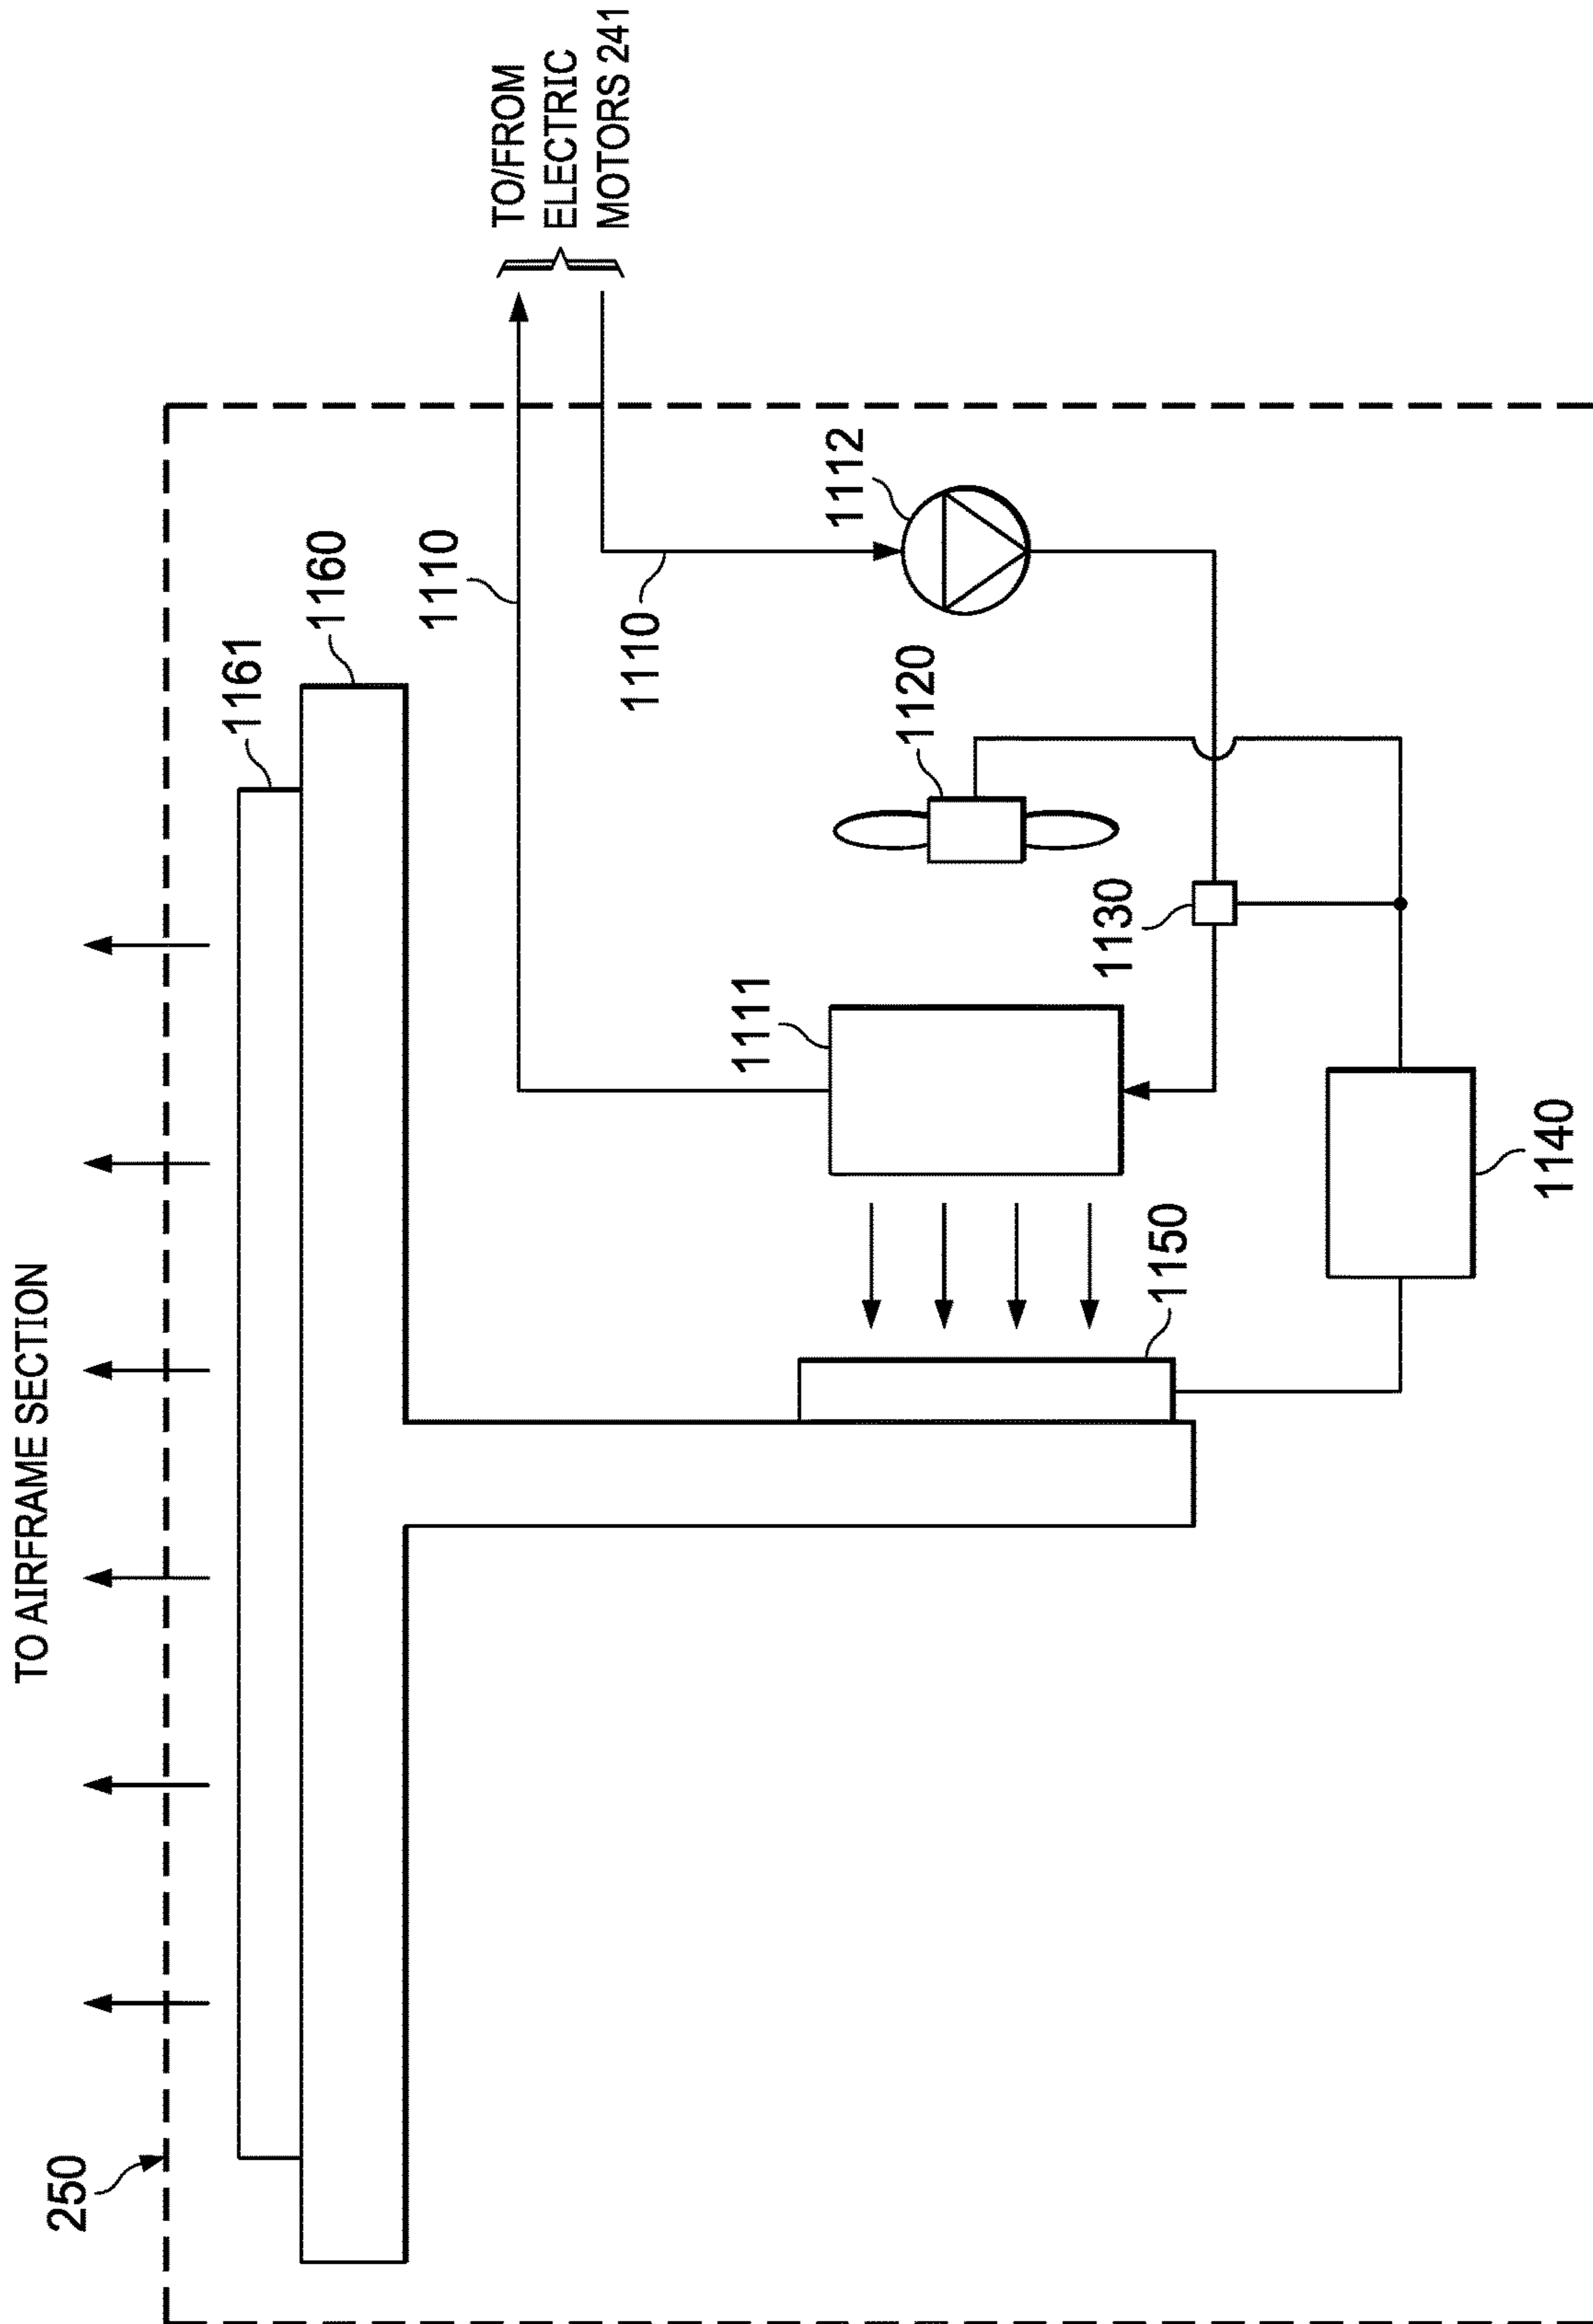 TO AIRFRAME SECTION
250
1161
1160
1110
TO/FROM
ELECTRIC
MOTORS 241
1110
1112
1120
1130
1111
1150
1140